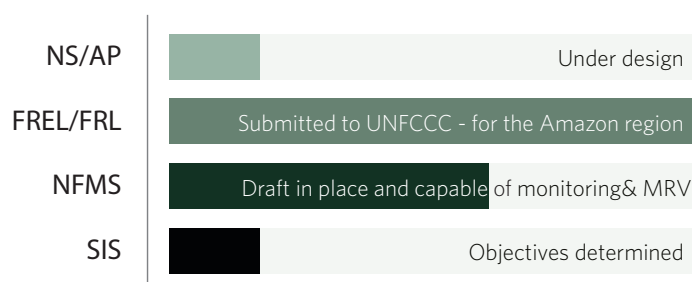 NS/AP
Under design
FREL/FRL
Submitted to UNFCCC - for the Amazon region
NFMS
Draft in place and capable of monitoring& MRV
SIS
Objectives determined